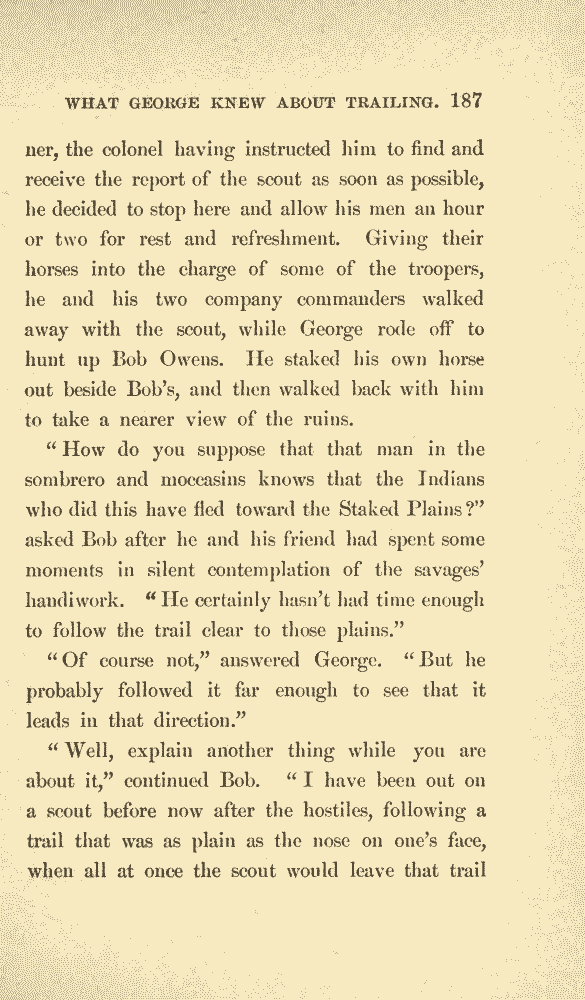 WHAT GEORGE KNEW ABOUT TRAILING. 187
ner, the colonel having instructed him to find and
receive the report of the scout as soon as possible,
he decided to stop here and allow his men an hour
or two for rest and refreshment. Giving their
horses into the charge of some of the troopers,
he and his two company commanders walked
away with the scout, while George rode off to
hunt up Bob Owens. He staked his own horse
out beside Bob's, and then walked back with him
to take a nearer view of the ruins.
“How do you suppose that that man in the
sombrero and moccasins knows that the Indians
who did this have fled toward the Staked Plains?”
asked Bob after he and his friend had spent some
moments in silent contemplation of the savages'
handiwork. “He certainly hasn't had time enough
to follow the trail clear to those plains.”
“Of course not,” answered George. “But he
probably followed it far enough to see that it
leads in that direction.”
“Well, explain another thing while you are
about it,” continued Bob. “I have been out on
a scout before now after the hostiles, following a
trail that was as plain as the nose on one's face,
when all at once the scout would leave that trail